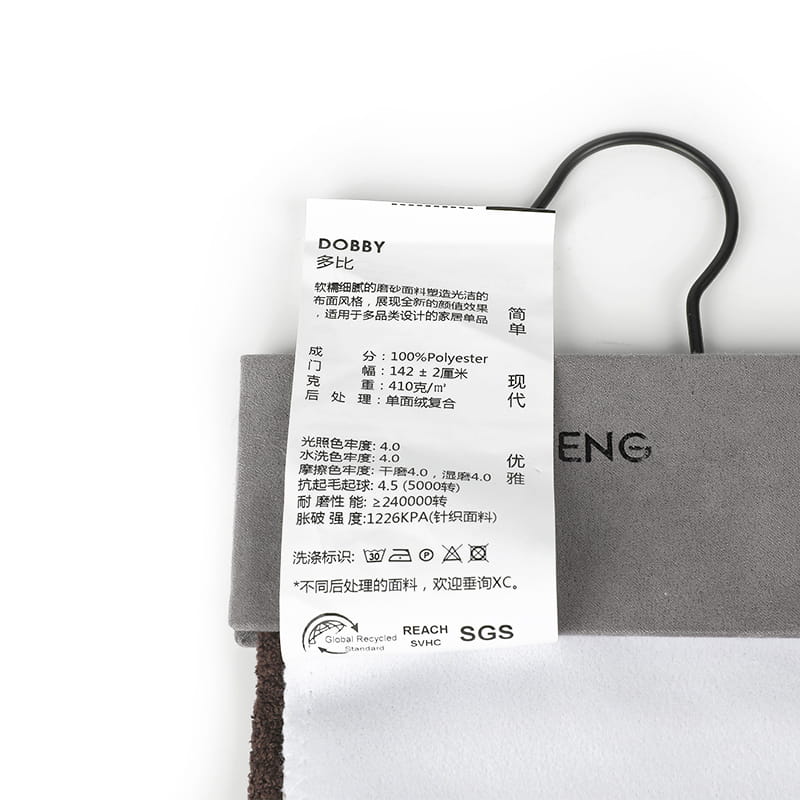 DOBBY
多比
软糯细腻的磨砂面料塑造光洁的
布面风格，展现全新的颜值效果
，适用于多品类设计的家居单品
简单
成 分：100%Polyester
门 幅：142 ± 2厘米
克 重：410克/㎡
后 处 理：单面绒复合
现代
光照色牢度: 4.0
水洗色牢度: 4.0
摩擦色牢度: 干磨4.0，湿磨4.0
抗起毛起球: 4.5 (5000转)
耐 磨 性 能: ≥240000转
胀破 强 度:1226KPA(针织面料)
优雅
洗涤标识: 30 P
*不同后处理的面料，欢迎垂询XC。
Global Recycled
Standard
REACH
SVHC
SGS
ENG